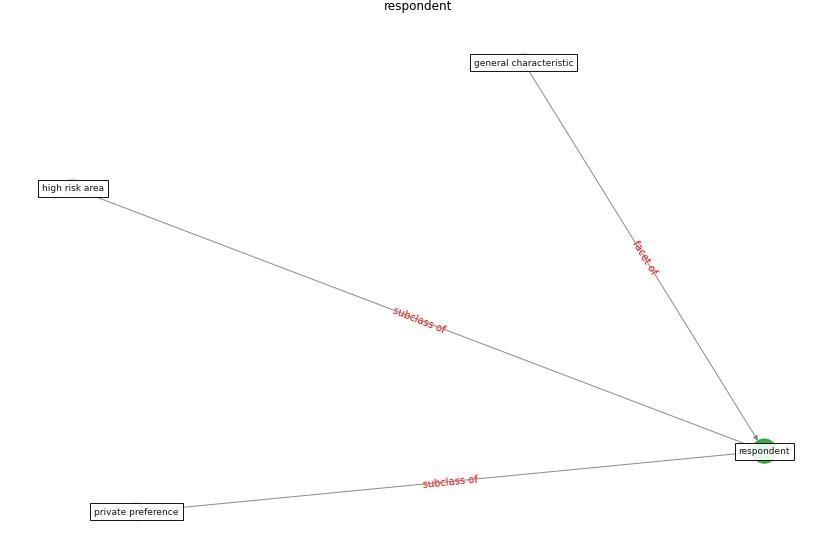 respondent
general characteristic
high risk area
facet of
subclass of
respondent
subclass of
private preference